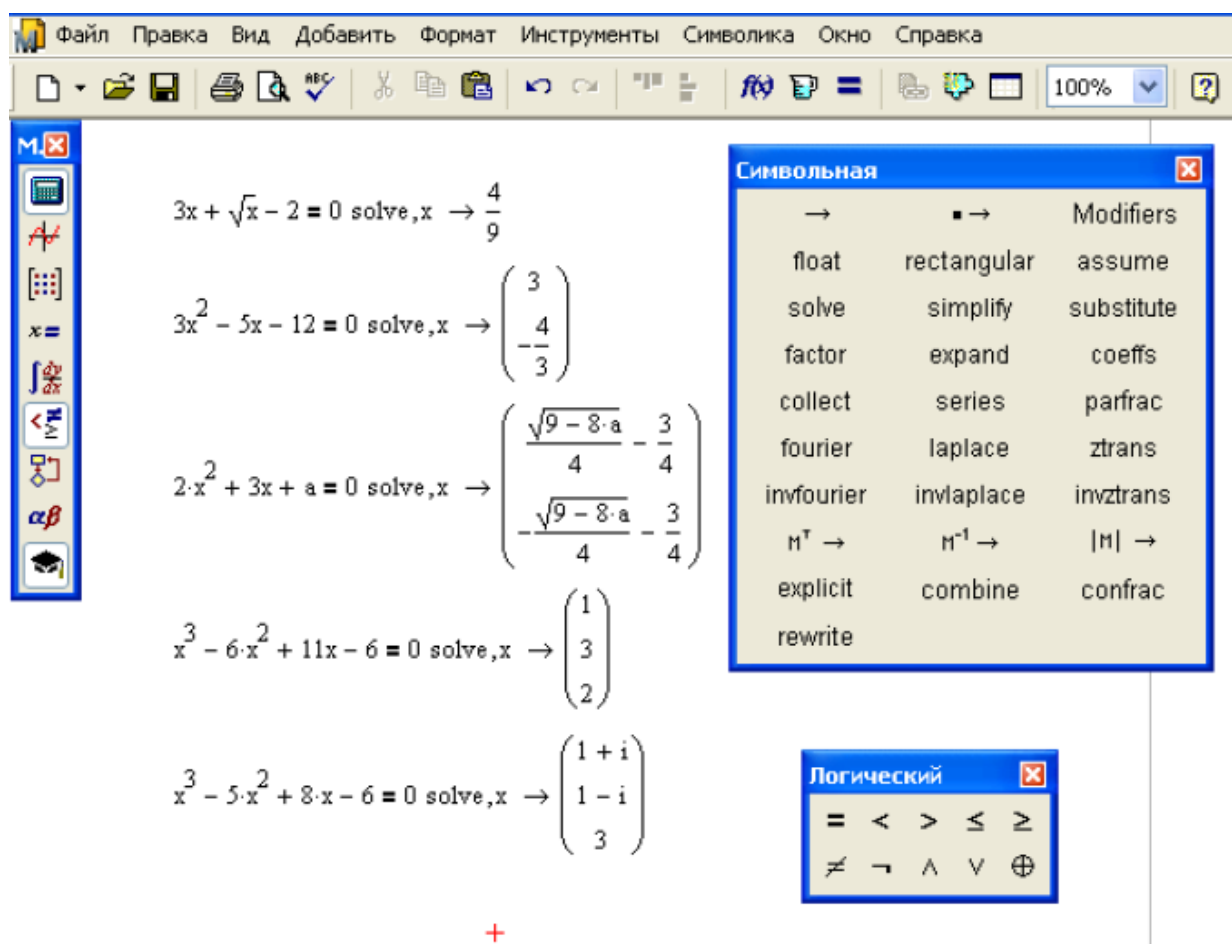 Файл Правка Вид Добавить Формат Инструменты Символика Окно Справка
ABC f(x) 100% ?
М.
x=
∫ dy/dx
<≠≥
αβ
3x + √x − 2 = 0 solve,x → 4/9
3x² − 5x − 12 = 0 solve,x → (3; −4/3)
2·x² + 3x + a = 0 solve,x → (√(9 − 8·a)/4 − 3/4; −√(9 − 8·a)/4 − 3/4)
x³ − 6·x² + 11x − 6 = 0 solve,x → (1; 3; 2)
x³ − 5·x² + 8·x − 6 = 0 solve,x → (1 + i; 1 − i; 3)
Символьная
→ ▪ → Modifiers
float rectangular assume
solve simplify substitute
factor expand coeffs
collect series parfrac
fourier laplace ztrans
invfourier invlaplace invztrans
Mᵀ → M⁻¹ → |M| →
explicit combine confrac
rewrite
Логический
= < > ≤ ≥
≠ ¬ ∧ ∨ ⊕